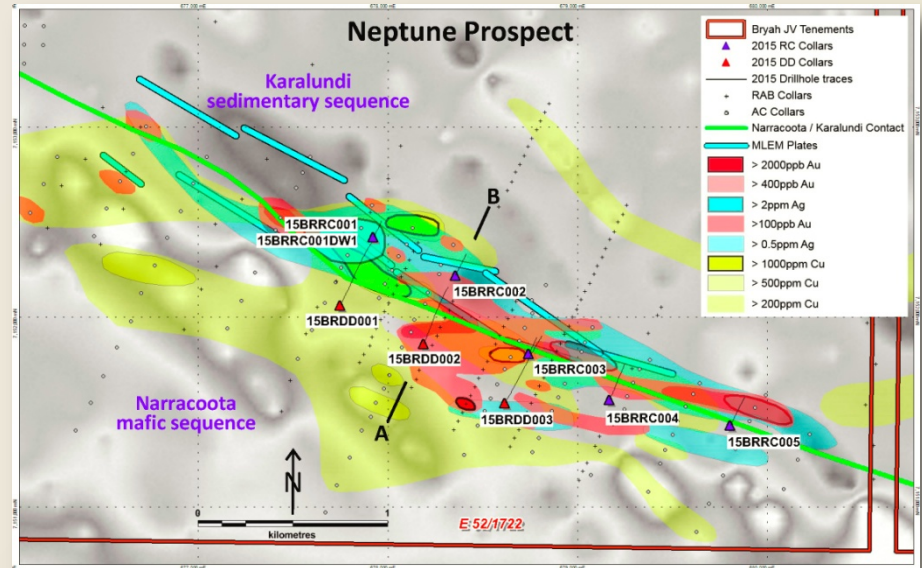 Neptune Prospect
Karalundi
sedimentary sequence
B
15BRRC001
15BRRC001DW1
15BRRC002
15BRDD001
15BRDD002
15BRRC003
15BRDD003
15BRRC004
15BRRC005
A
Narracoota
mafic sequence
N
0
1
kilometres
E 52/1722
Bryah JV Tenements
2015 RC Collars
2015 DD Collars
2015 Drillhole traces
RAB Collars
AC Collars
Narracoota / Karalundi Contact
MLEM Plates
> 2000ppb Au
> 400ppb Au
> 2ppm Ag
>100ppb Au
> 0.5ppm Ag
> 1000ppm Cu
> 500ppm Cu
> 200ppm Cu